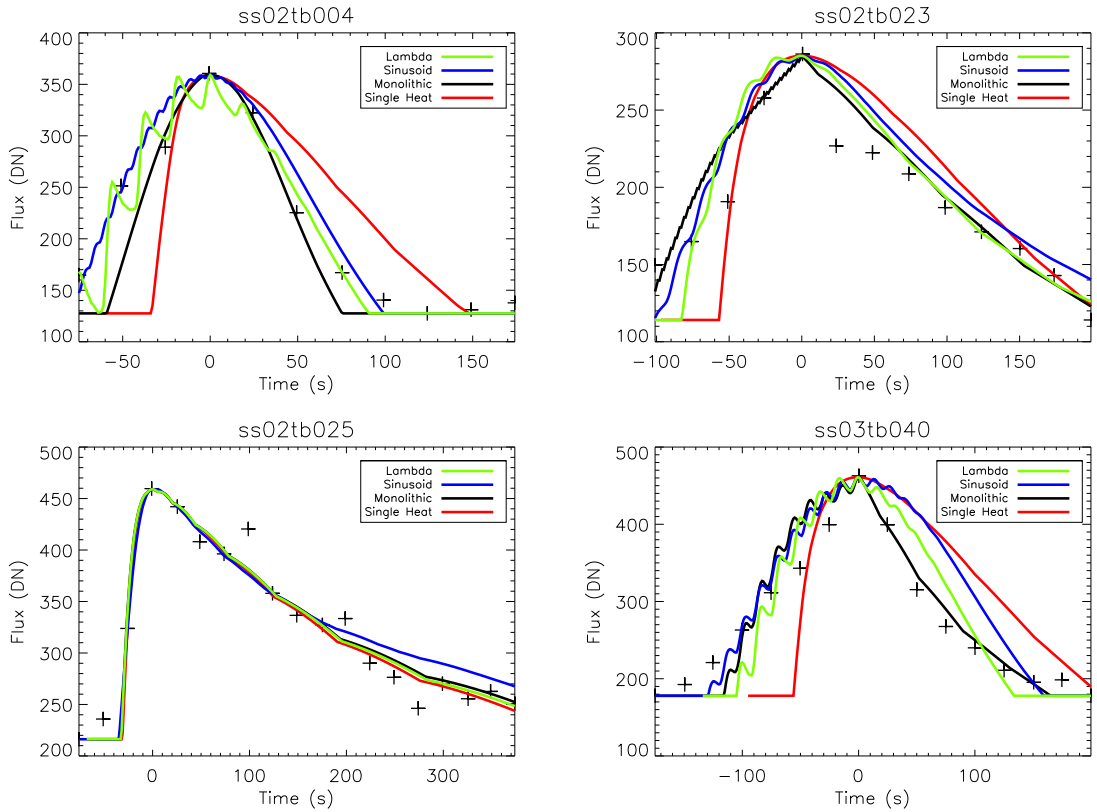 ss02tb004
400
350
300
250
200
150
100
Flux (DN)
−50 0 50 100 150
Time (s)
Lambda
Sinusoid
Monolithic
Single Heat
ss02tb023
300
250
200
150
100
Flux (DN)
−100 −50 0 50 100 150
Time (s)
Lambda
Sinusoid
Monolithic
Single Heat
ss02tb025
500
450
400
350
300
250
200
Flux (DN)
0 100 200 300
Time (s)
Lambda
Sinusoid
Monolithic
Single Heat
ss03tb040
500
400
300
200
100
Flux (DN)
−100 0 100
Time (s)
Lambda
Sinusoid
Monolithic
Single Heat